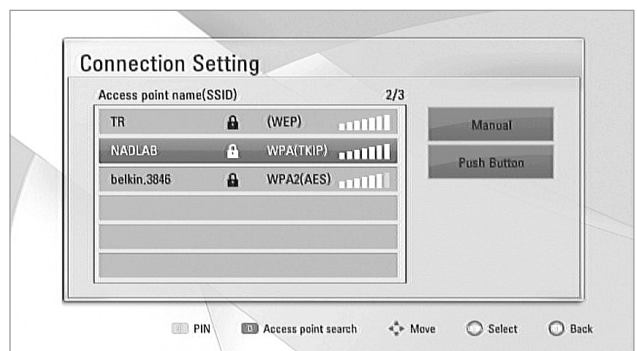 Connection Setting
Access point name(SSID) 2/3
TR (WEP)
NADLAB WPA(TKIP)
belkin.3846 WPA2(AES)
Manual
Push Button
PIN Access point search Move Select Back